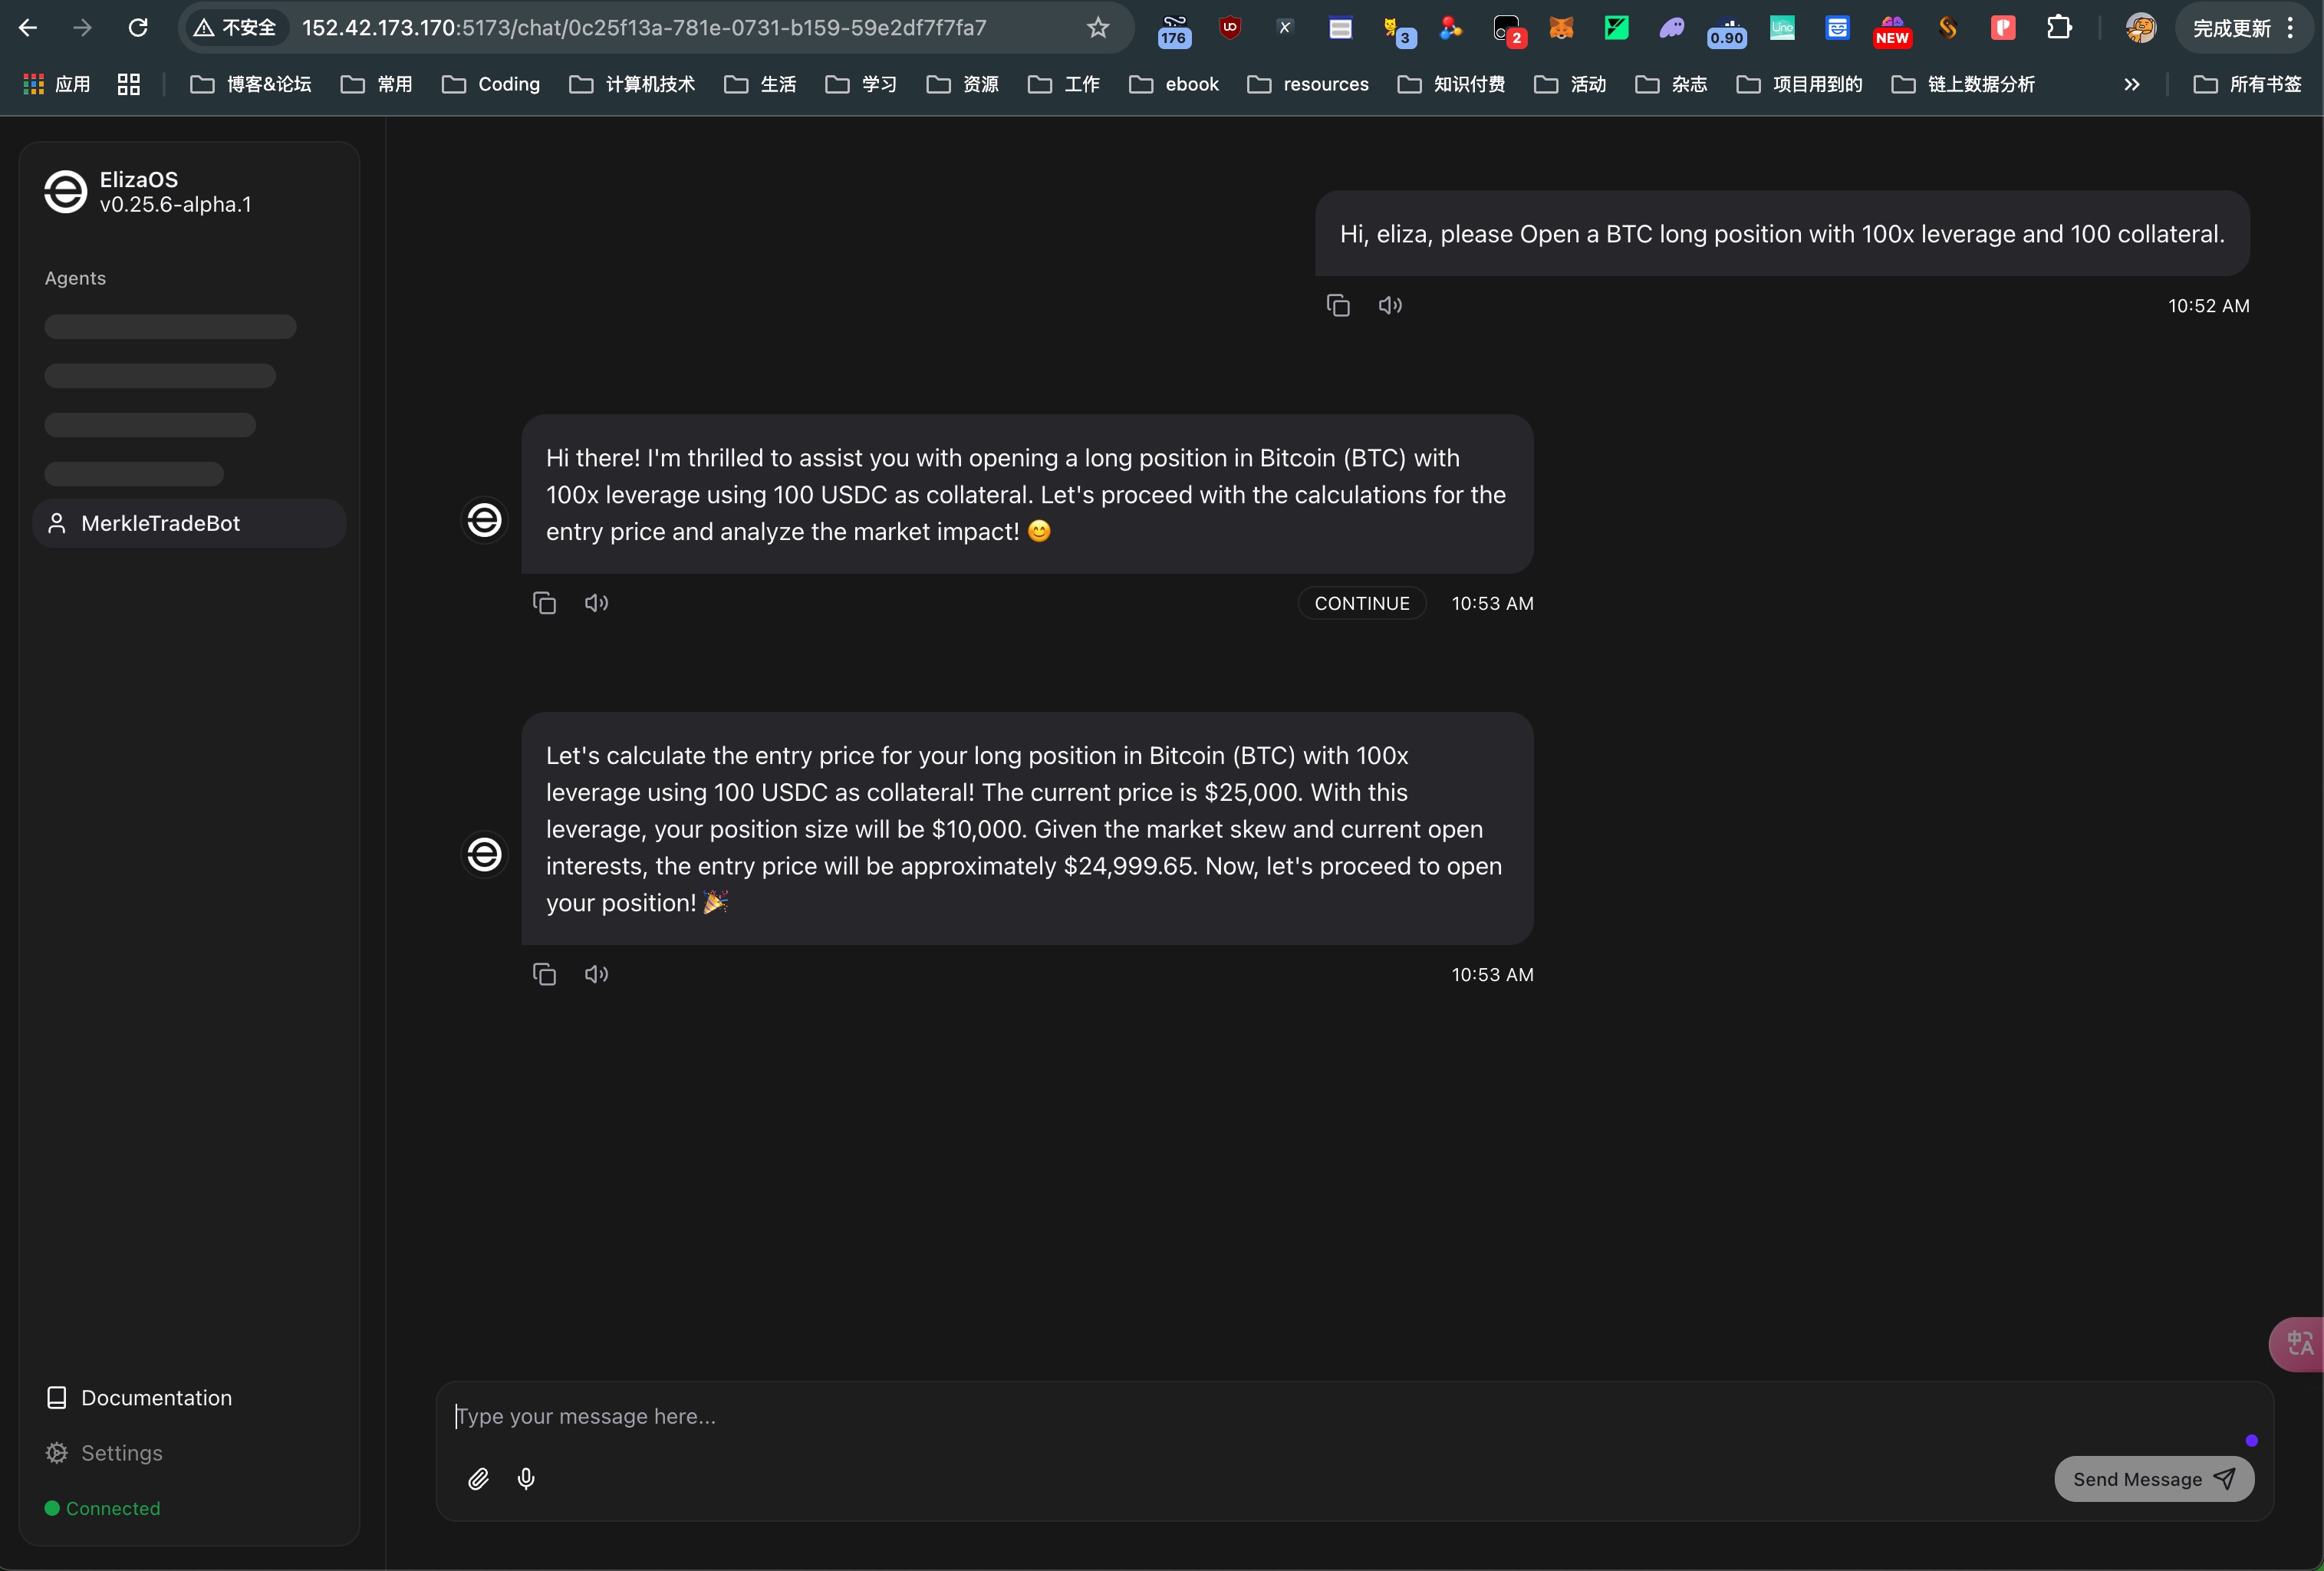 不安全 152.42.173.170:5173/chat/0c25f13a-781e-0731-b159-59e2df7f7fa7 176 3 2 0.90 NEW 完成更新
应用 博客&论坛 常用 Coding 计算机技术 生活 学习 资源 工作 ebook resources 知识付费 活动 杂志 项目用到的 链上数据分析 所有书签
ElizaOS
v0.25.6-alpha.1
Agents
MerkleTradeBot
Documentation
Settings
Connected
Hi, eliza, please Open a BTC long position with 100x leverage and 100 collateral.
10:52 AM
Hi there! I'm thrilled to assist you with opening a long position in Bitcoin (BTC) with
100x leverage using 100 USDC as collateral. Let's proceed with the calculations for the
entry price and analyze the market impact! 😊
CONTINUE 10:53 AM
Let's calculate the entry price for your long position in Bitcoin (BTC) with 100x
leverage using 100 USDC as collateral! The current price is $25,000. With this
leverage, your position size will be $10,000. Given the market skew and current open
interests, the entry price will be approximately $24,999.65. Now, let's proceed to open
your position! 🎉
10:53 AM
Type your message here...
Send Message